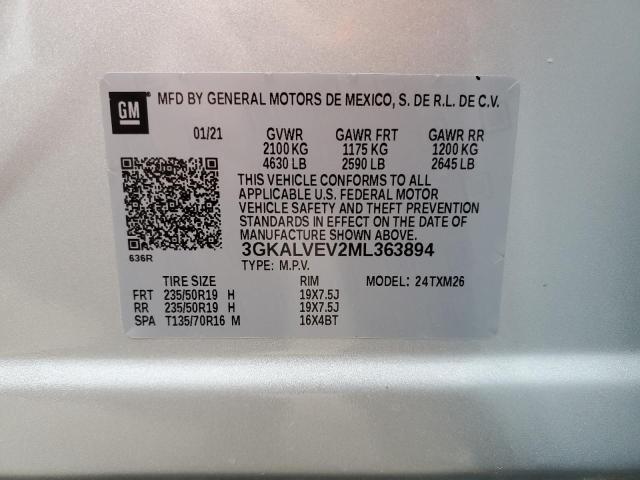 GM MFD BY GENERAL MOTORS DE MEXICO, S. DE R.L. DE C.V.
01/21 GVWR GAWR FRT GAWR RR
2100 KG 1175 KG 1200 KG
4630 LB 2590 LB 2645 LB
THIS VEHICLE CONFORMS TO ALL
APPLICABLE U.S. FEDERAL MOTOR
VEHICLE SAFETY AND THEFT PREVENTION
STANDARDS IN EFFECT ON THE DATE OF
MANUFACTURE SHOWN ABOVE.
636R
3GKALVEV2ML363894
TYPE: M.P.V.
TIRE SIZE RIM MODEL: 24TXM26
FRT 235/50R19 H 19X7.5J
RR 235/50R19 H 19X7.5J
SPA T135/70R16 M 16X4BT